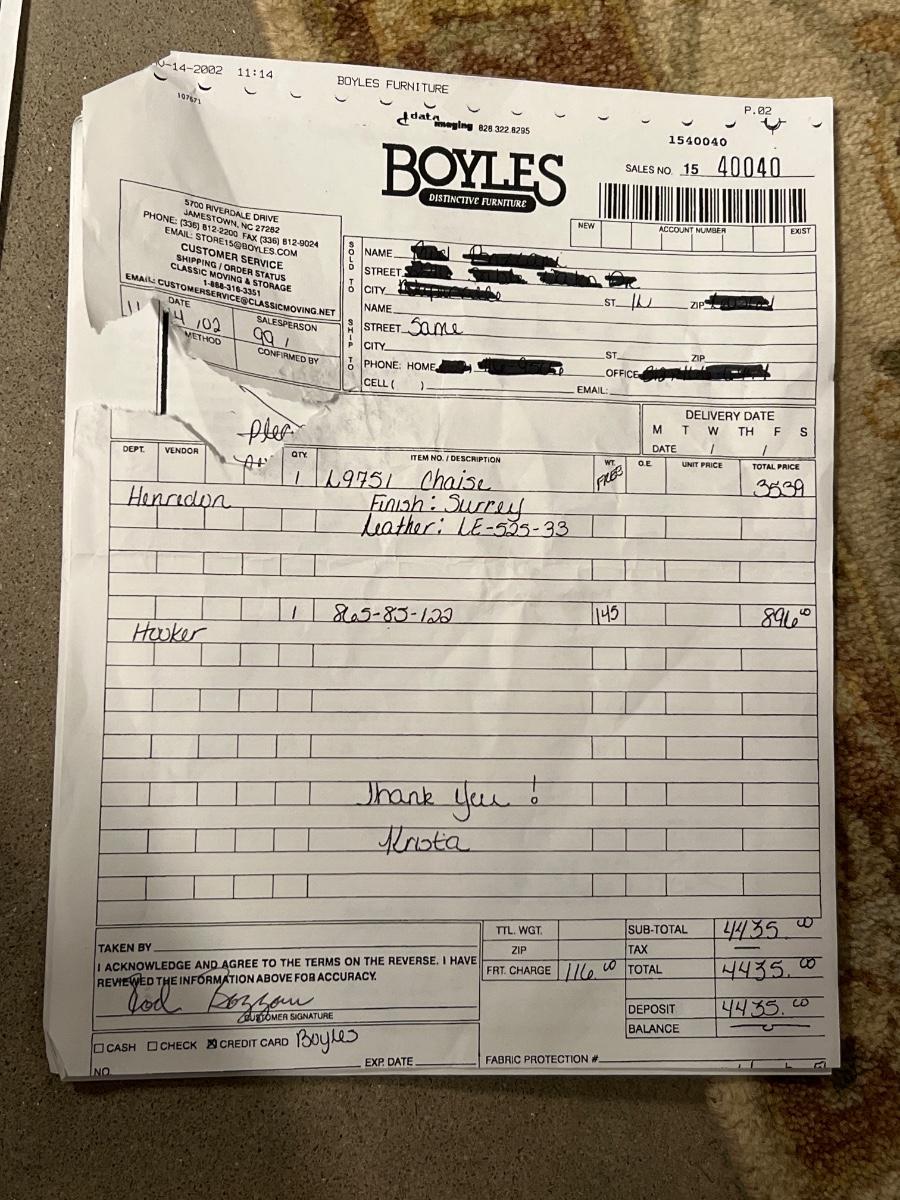 -14-2002 11:14 BOYLES FURNITURE P.02
107671
data imaging 828 322.8295
1540040
BOYLES
DISTINCTIVE FURNITURE
SALES NO. 15 40040
5700 RIVERDALE DRIVE
JAMESTOWN, NC 27282
PHONE: (336) 812-2200 FAX (336) 812-9024
EMAIL: STORE15@BOYLES.COM
CUSTOMER SERVICE
SHIPPING / ORDER STATUS
CLASSIC MOVING & STORAGE
1-888-316-3351
EMAIL: CUSTOMERSERVICE@CLASSICMOVING.NET
DATE SALESPERSON
/02 991
METHOD CONFIRMED BY
NEW ACCOUNT NUMBER EXIST
SOLD TO
NAME
STREET
CITY ST. ZIP
SHIP TO
NAME
STREET Same
CITY ST. ZIP
PHONE: HOME OFFICE
CELL ( ) EMAIL:
DELIVERY DATE
M T W TH F S
DATE / /
DEPT. VENDOR QTY. ITEM NO. / DESCRIPTION WT. O.E. UNIT PRICE TOTAL PRICE
1 L9751 Chaise FREE 3539
Henredon Finish: Surrey
Leather: LE-525-33
1 865-83-122 145 896.00
Hooker
Thank you!
Krista
TAKEN BY
I ACKNOWLEDGE AND AGREE TO THE TERMS ON THE REVERSE. I HAVE
REVIEWED THE INFORMATION ABOVE FOR ACCURACY.
CUSTOMER SIGNATURE
☐ CASH ☐ CHECK ☒ CREDIT CARD Boyles
NO. EXP. DATE
TTL. WGT.
ZIP
FRT. CHARGE 116.00
SUB-TOTAL 4435.00
TAX —
TOTAL 4435.00
DEPOSIT 4435.00
BALANCE
FABRIC PROTECTION #